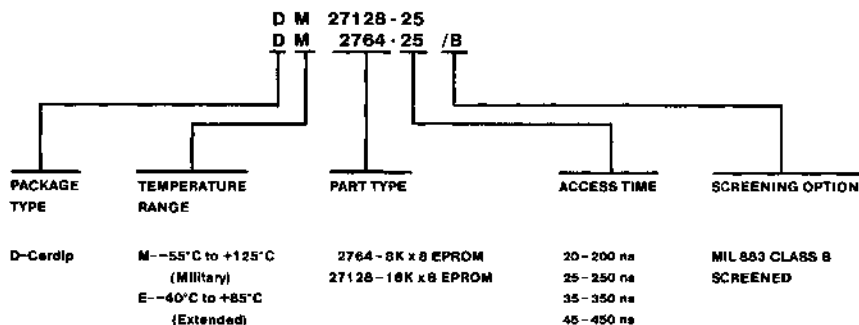 D M 27128-25
D M 2764-25 /B
PACKAGE TYPE
TEMPERATURE RANGE
PART TYPE
ACCESS TIME
SCREENING OPTION
D-Cerdip
M--55°C to +125°C
(Military)
E--40°C to +85°C
(Extended)
2764-8K x 8 EPROM
27128-16K x 8 EPROM
20-200 ns
25-250 ns
35-350 ns
45-450 ns
MIL 883 CLASS B
SCREENED